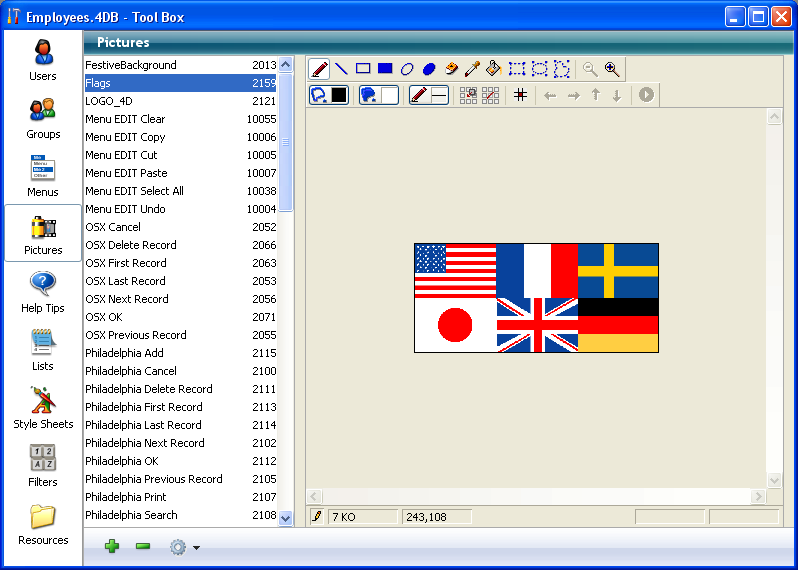 Employees.4DB - Tool Box
Users
Groups
Menus
Pictures
Help Tips
Lists
Style Sheets
Filters
Resources
Pictures
FestiveBackground 2013
Flags 2159
LOGO_4D 2121
Menu EDIT Clear 10055
Menu EDIT Copy 10006
Menu EDIT Cut 10005
Menu EDIT Paste 10007
Menu EDIT Select All 10038
Menu EDIT Undo 10004
OSX Cancel 2052
OSX Delete Record 2066
OSX First Record 2063
OSX Last Record 2053
OSX Next Record 2056
OSX OK 2071
OSX Previous Record 2055
Philadelphia Add 2115
Philadelphia Cancel 2100
Philadelphia Delete Record 2111
Philadelphia First Record 2113
Philadelphia Last Record 2114
Philadelphia Next Record 2102
Philadelphia OK 2112
Philadelphia Previous Record 2105
Philadelphia Print 2107
Philadelphia Search 2108
7 KO
243,108